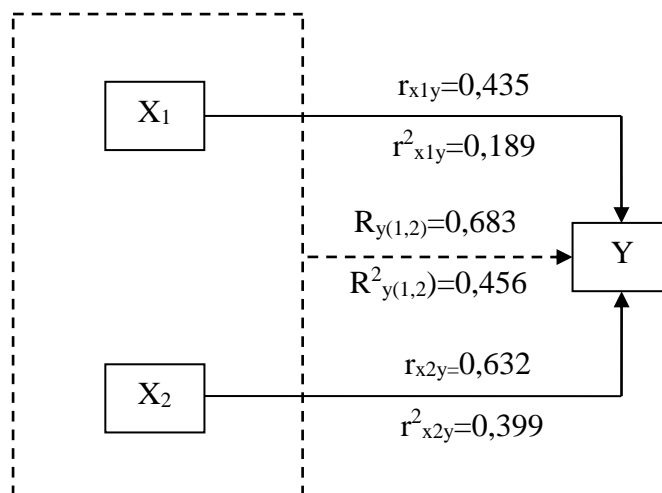 rx1y=0,435
X1
r²x1y=0,189
Ry(1,2)=0,683
Y
R²y(1,2)=0,456
rx2y=0,632
X2
r²x2y=0,399